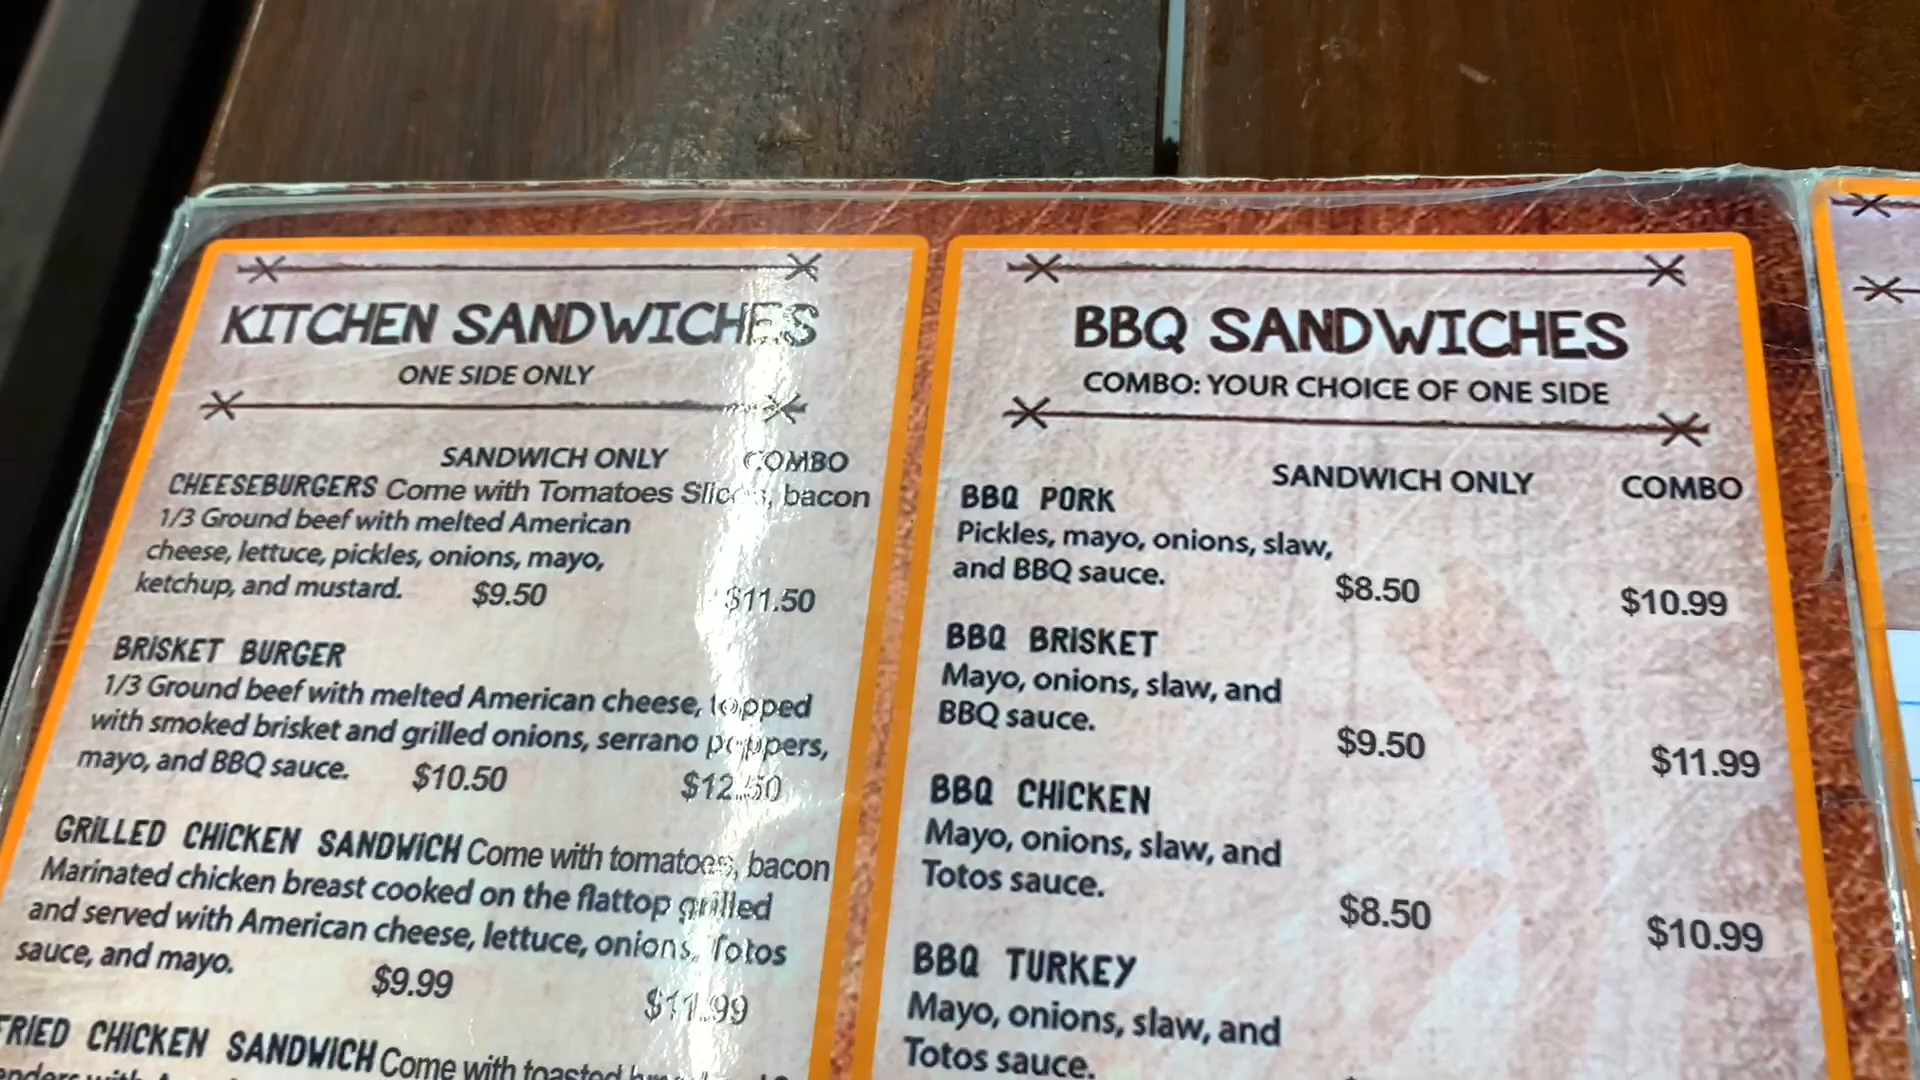 KITCHEN SANDWICHES
ONE SIDE ONLY
SANDWICH ONLY COMBO
CHEESEBURGERS Come with Tomatoes Slices, bacon
1/3 Ground beef with melted American
cheese, lettuce, pickles, onions, mayo,
ketchup, and mustard. $9.50 $11.50
BRISKET BURGER
1/3 Ground beef with melted American cheese, topped
with smoked brisket and grilled onions, serrano poppers,
mayo, and BBQ sauce. $10.50 $12.50
GRILLED CHICKEN SANDWICH Come with tomatoes, bacon
Marinated chicken breast cooked on the flattop grilled
and served with American cheese, lettuce, onions, Totos
sauce, and mayo. $9.99 $11.99
FRIED CHICKEN SANDWICH Come with toasted
BBQ SANDWICHES
COMBO: YOUR CHOICE OF ONE SIDE
SANDWICH ONLY COMBO
BBQ PORK
Pickles, mayo, onions, slaw,
and BBQ sauce. $8.50 $10.99
BBQ BRISKET
Mayo, onions, slaw, and
BBQ sauce. $9.50 $11.99
BBQ CHICKEN
Mayo, onions, slaw, and
Totos sauce. $8.50 $10.99
BBQ TURKEY
Mayo, onions, slaw, and
Totos sauce.